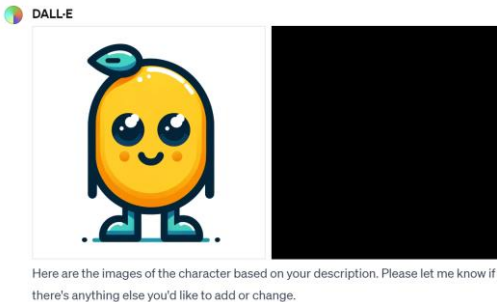 DALL·E
Here are the images of the character based on your description. Please let me know if
there's anything else you'd like to add or change.